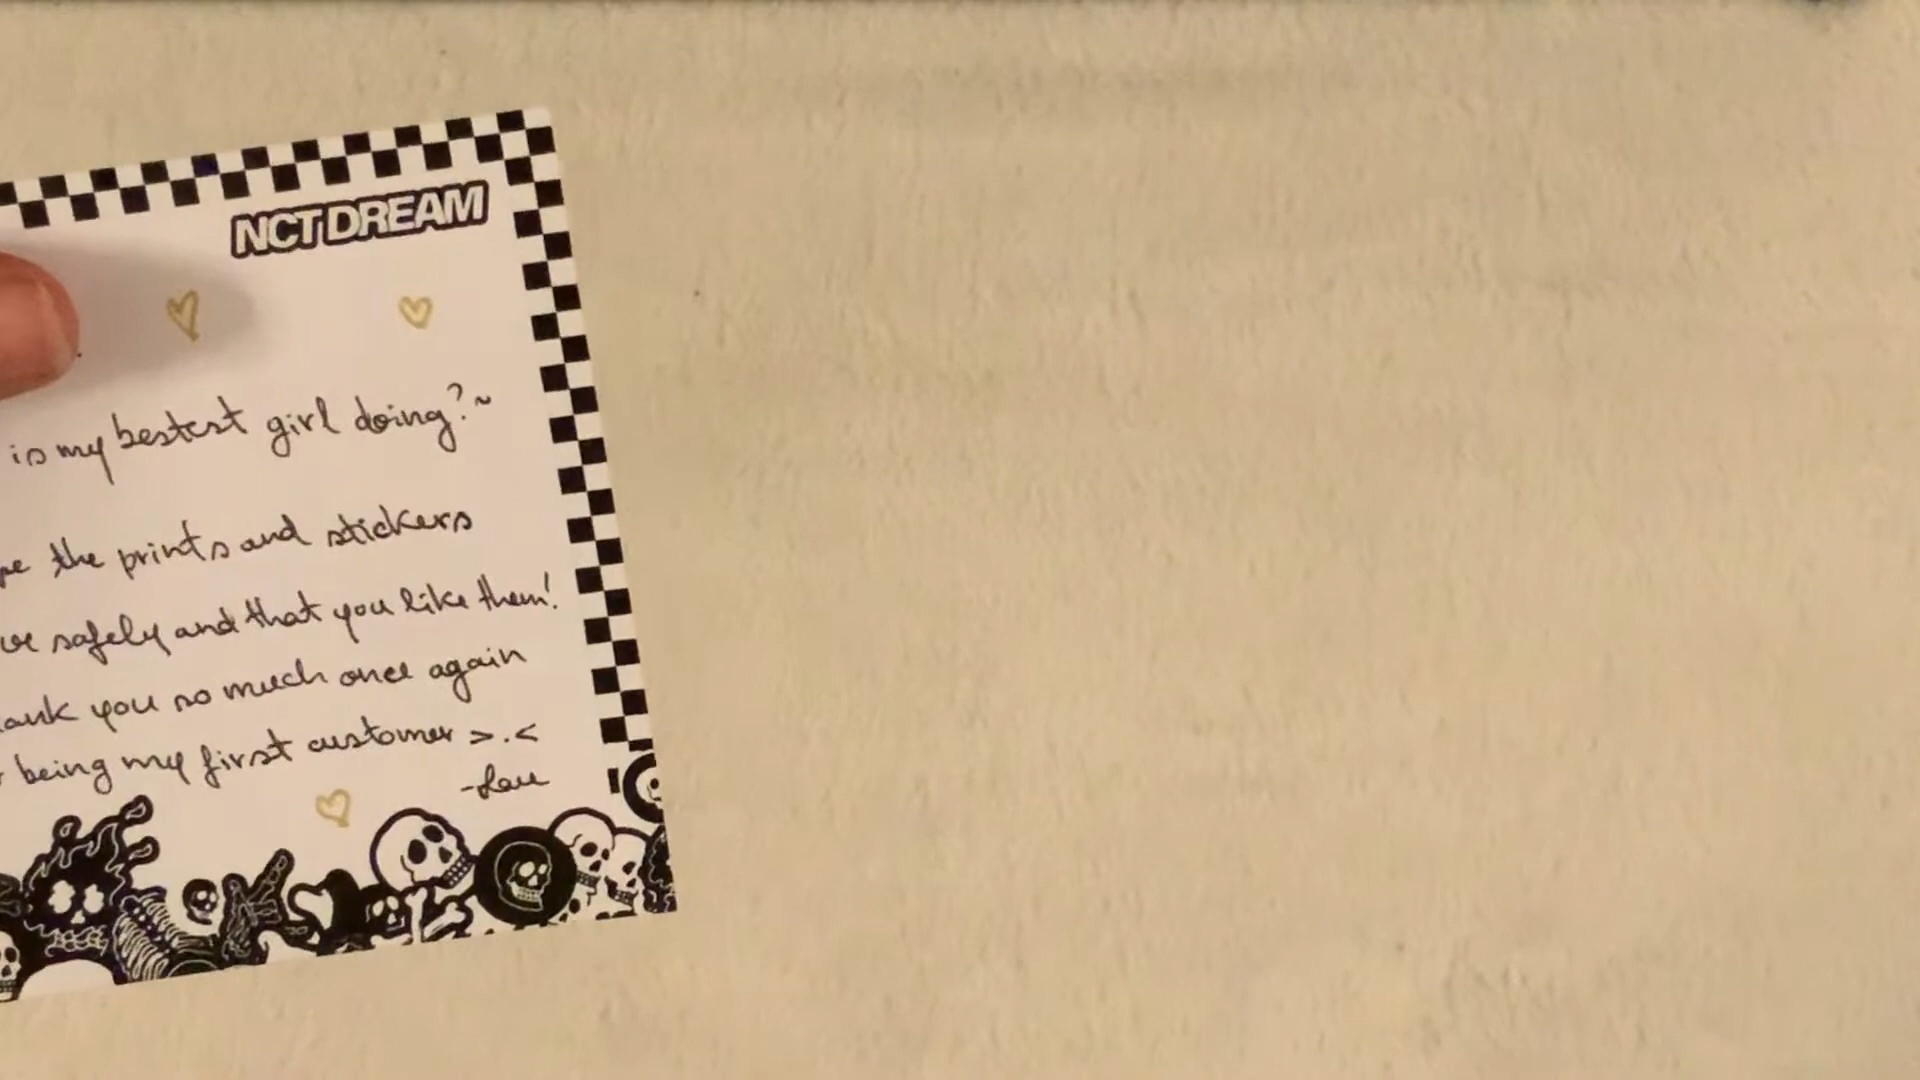 NCT DREAM
is my bestest girl doing?~
the prints and stickers
safely and that you like them!
you so much once again
being my first customer >.<